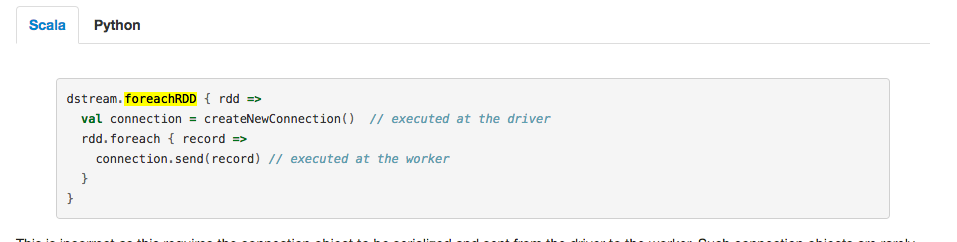 Scala Python
dstream.foreachRDD { rdd =>
  val connection = createNewConnection()  // executed at the driver
  rdd.foreach { record =>
    connection.send(record) // executed at the worker
  }
}
This is incorrect as this requires the connection object to be serialized and sent from the driver to the worker. Such connection objects are rarely